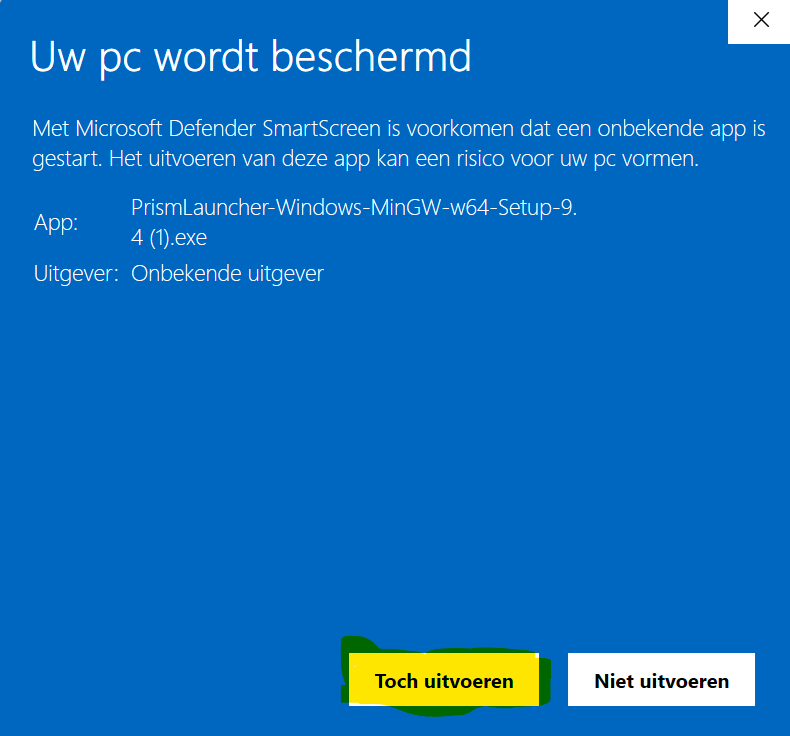 Uw pc wordt beschermd
Met Microsoft Defender SmartScreen is voorkomen dat een onbekende app is
gestart. Het uitvoeren van deze app kan een risico voor uw pc vormen.
App: PrismLauncher-Windows-MinGW-w64-Setup-9.
4 (1).exe
Uitgever: Onbekende uitgever
Toch uitvoeren
Niet uitvoeren